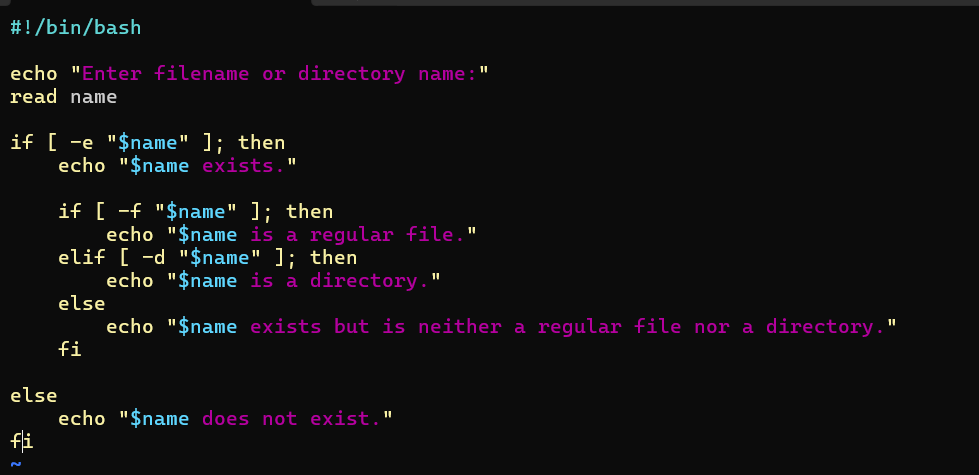 #!/bin/bash

echo "Enter filename or directory name:"
read name

if [ -e "$name" ]; then
    echo "$name exists."

    if [ -f "$name" ]; then
        echo "$name is a regular file."
    elif [ -d "$name" ]; then
        echo "$name is a directory."
    else
        echo "$name exists but is neither a regular file nor a directory."
    fi

else
    echo "$name does not exist."
fi
~